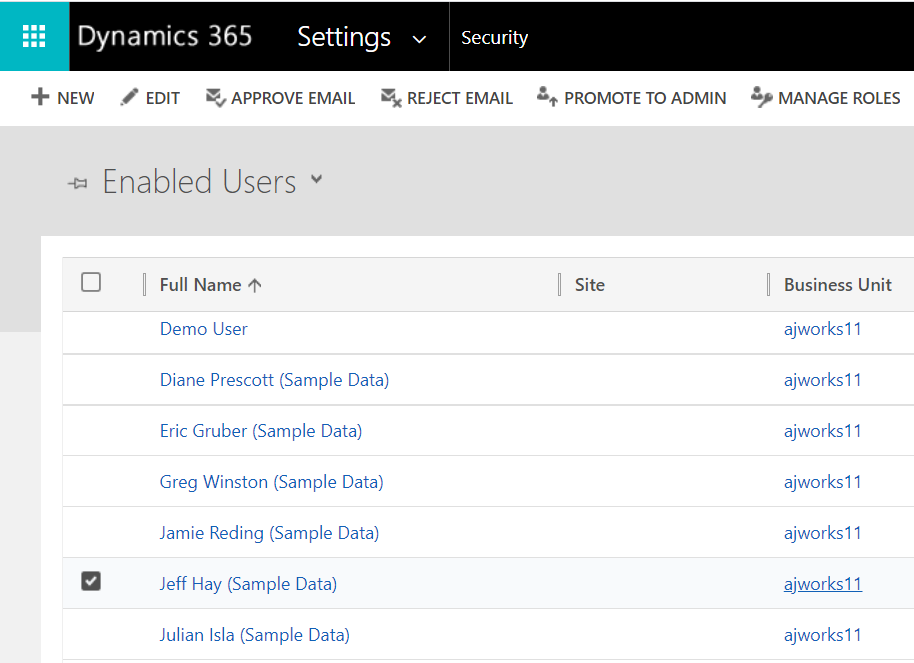 Dynamics 365 Settings Security
NEW EDIT APPROVE EMAIL REJECT EMAIL PROMOTE TO ADMIN MANAGE ROLES
Enabled Users
Full Name Site Business Unit
Demo User ajworks11
Diane Prescott (Sample Data) ajworks11
Eric Gruber (Sample Data) ajworks11
Greg Winston (Sample Data) ajworks11
Jamie Reding (Sample Data) ajworks11
Jeff Hay (Sample Data) ajworks11
Julian Isla (Sample Data) ajworks11